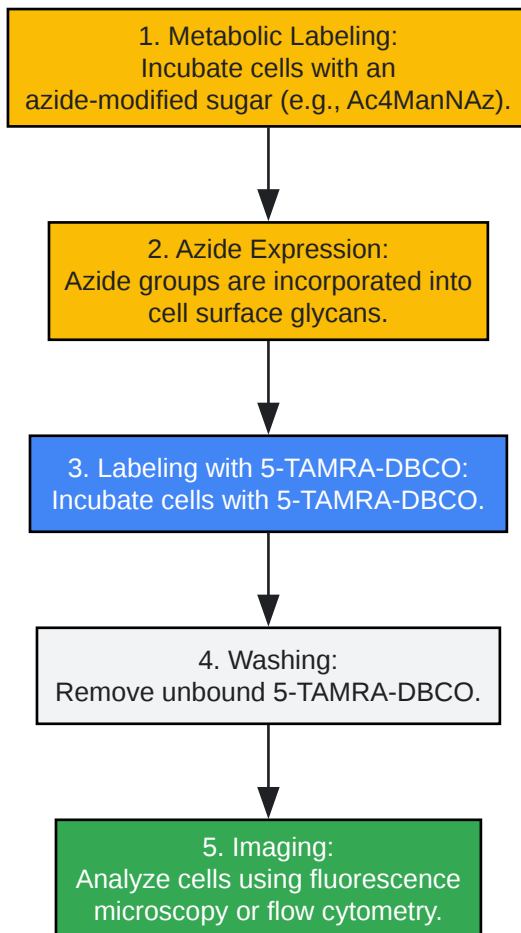 1. Metabolic Labeling:
Incubate cells with an
azide-modified sugar (e.g., Ac4ManNAz).
2. Azide Expression:
Azide groups are incorporated into
cell surface glycans.
3. Labeling with 5-TAMRA-DBCO:
Incubate cells with 5-TAMRA-DBCO.
4. Washing:
Remove unbound 5-TAMRA-DBCO.
5. Imaging:
Analyze cells using fluorescence
microscopy or flow cytometry.